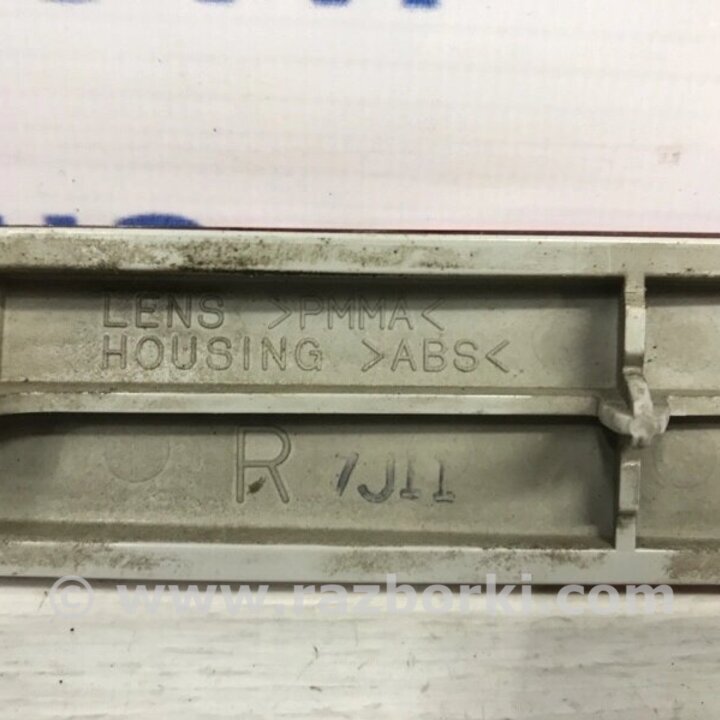 LENS >PMMA<
HOUSING >ABS<
R 7J11
© www.razborki.com